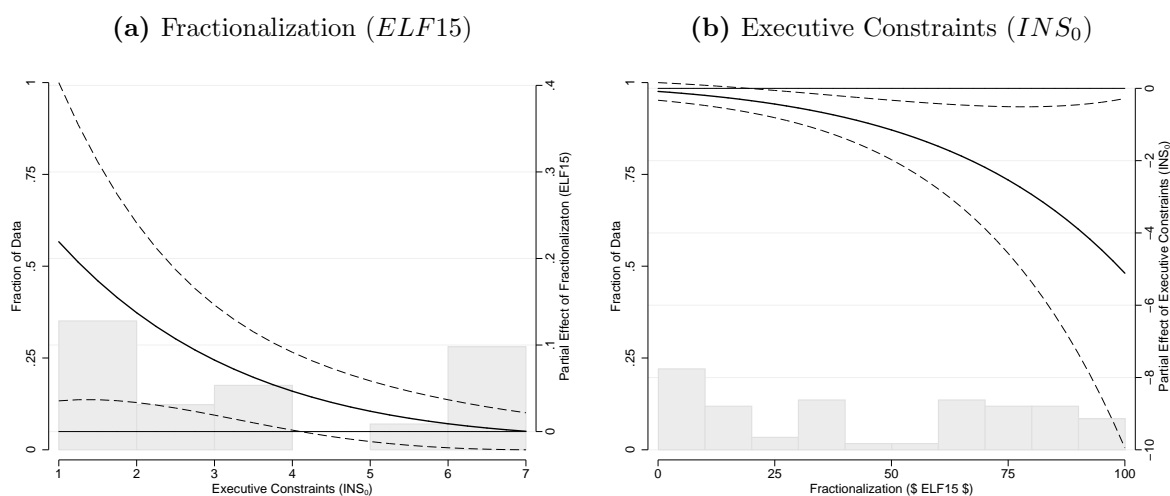 (a) Fractionalization (ELF15)
1
.75
.5
.25
0
Fraction of Data
.4
.3
.2
.1
0
Partial Effect of Fractionalizaton (ELF15)
1 2 3 4 5 6 7
Executive Constraints (INS₀)
(b) Executive Constraints (INS₀)
1
.75
.5
.25
0
Fraction of Data
0
−2
−4
−6
−8
−10
Partial Effect of Executive Constraints (INS₀)
0 25 50 75 100
Fractionalization ($ ELF15 $)